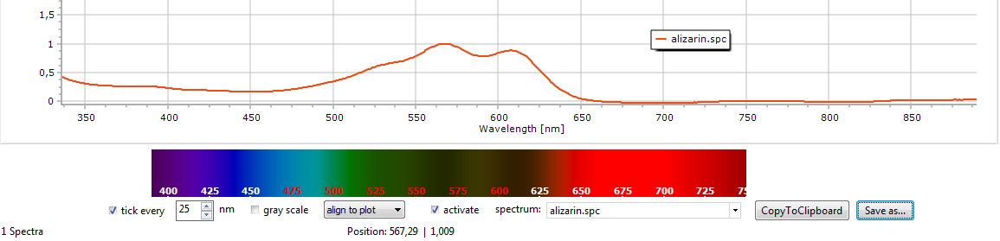 1,5
1
0,5
0
alizarin.spc
350 400 450 500 550 600 650 700 750 800 850
Wavelength [nm]
400 425 450 475 500 525 550 575 600 625 650 675 700 725 75
tick every 25 nm gray scale align to plot activate spectrum: alizarin.spc CopyToClipboard Save as...
1 Spectra Position: 567,29 | 1,009